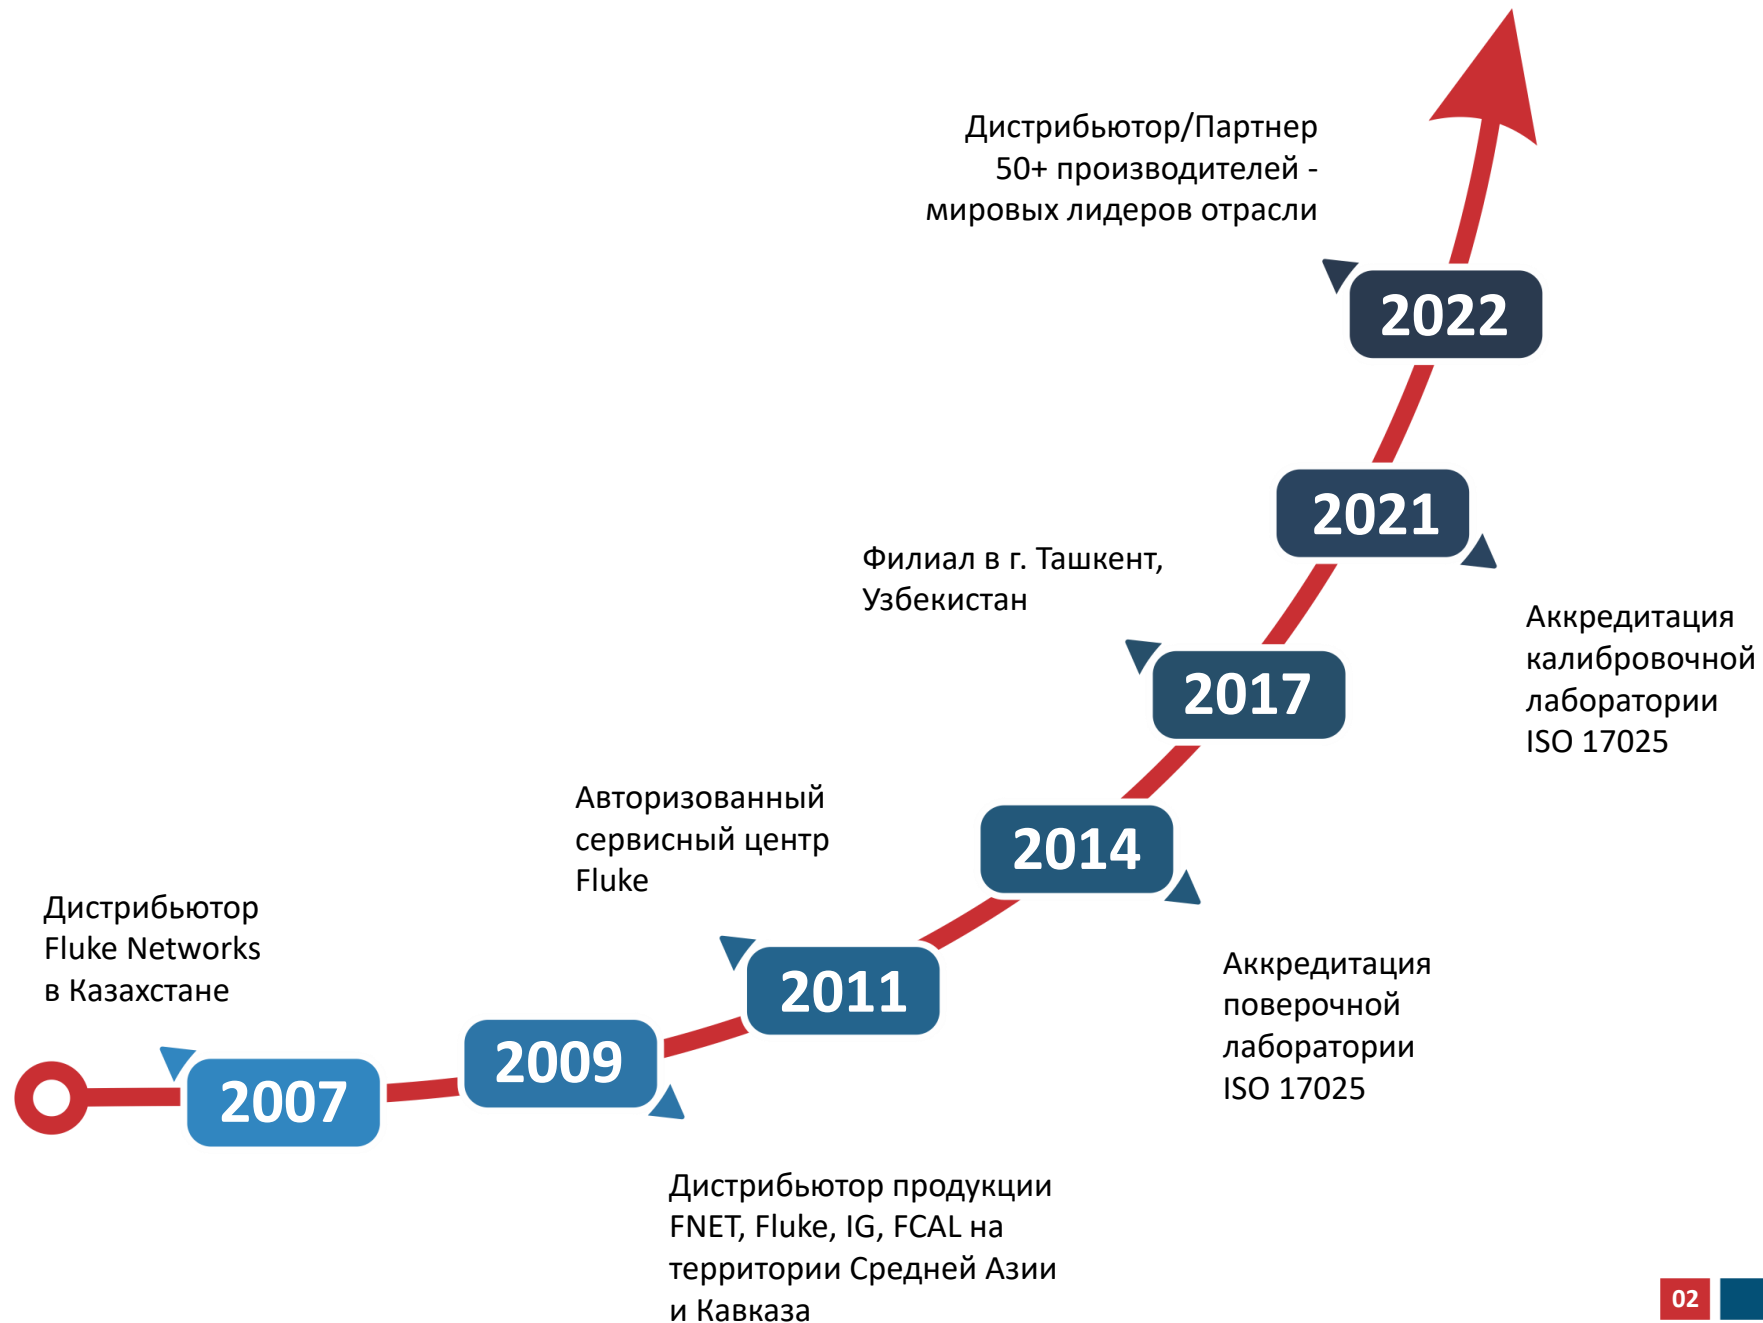 Дистрибьютор/Партнер
50+ производителей -
мировых лидеров отрасли
2022
2021
Аккредитация
калибровочной
лаборатории
ISO 17025
Филиал в г. Ташкент,
Узбекистан
2017
2014
Аккредитация
поверочной
лаборатории
ISO 17025
Авторизованный
сервисный центр
Fluke
2011
Дистрибьютор
Fluke Networks
в Казахстане
2007
2009
Дистрибьютор продукции
FNET, Fluke, IG, FCAL на
территории Средней Азии
и Кавказа
02